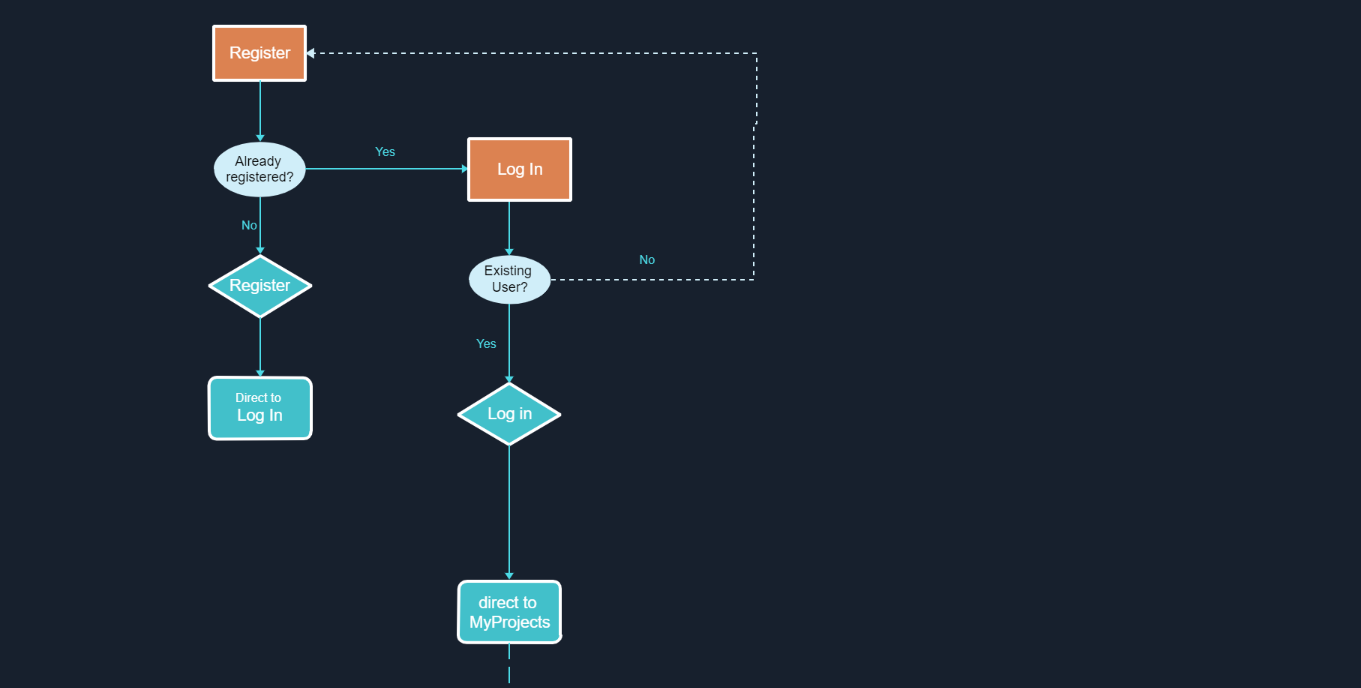 Register
Already
registered?
Yes
Log In
No
Existing
User?
No
Register
Yes
Direct to
Log In
Log in
direct to
MyProjects